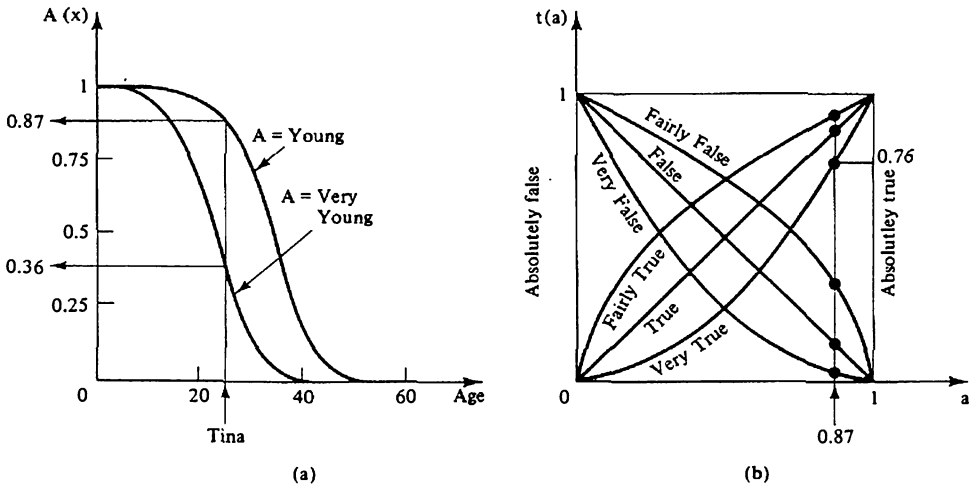 A (x)
1
0.87
0.75
0.5
0.36
0.25
A = Young
A = Very
Young
0
20
40
60
Age
Tina
(a)
t(a)
1
Absolutely false
Fairly False
False
Very False
Fairly True
True
Very True
0.76
Absolutley true
0
1
a
0.87
(b)